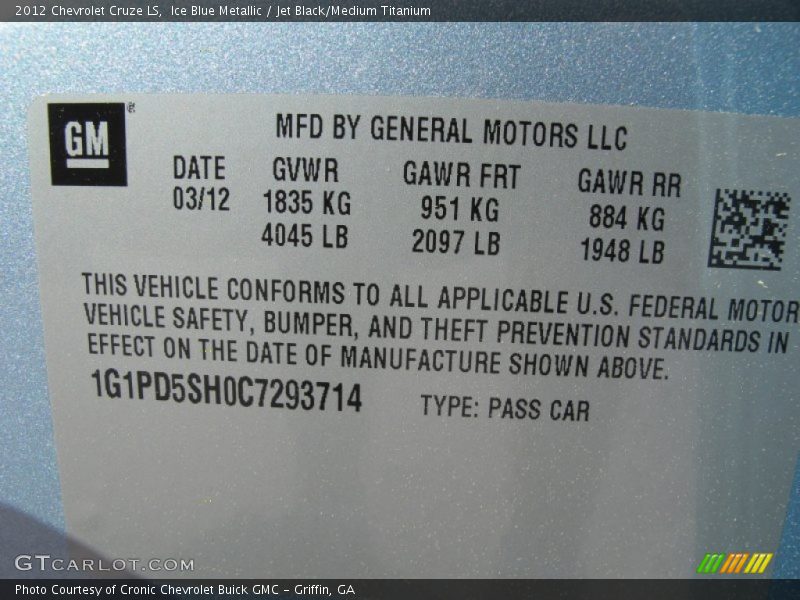 2012 Chevrolet Cruze LS, Ice Blue Metallic / Jet Black/Medium Titanium
GM ®
MFD BY GENERAL MOTORS LLC
DATE GVWR GAWR FRT GAWR RR
03/12 1835 KG 951 KG 884 KG
4045 LB 2097 LB 1948 LB
THIS VEHICLE CONFORMS TO ALL APPLICABLE U.S. FEDERAL MOTOR
VEHICLE SAFETY, BUMPER, AND THEFT PREVENTION STANDARDS IN
EFFECT ON THE DATE OF MANUFACTURE SHOWN ABOVE.
1G1PD5SH0C7293714 TYPE: PASS CAR
GTCARLOT.COM
Photo Courtesy of Cronic Chevrolet Buick GMC – Griffin, GA